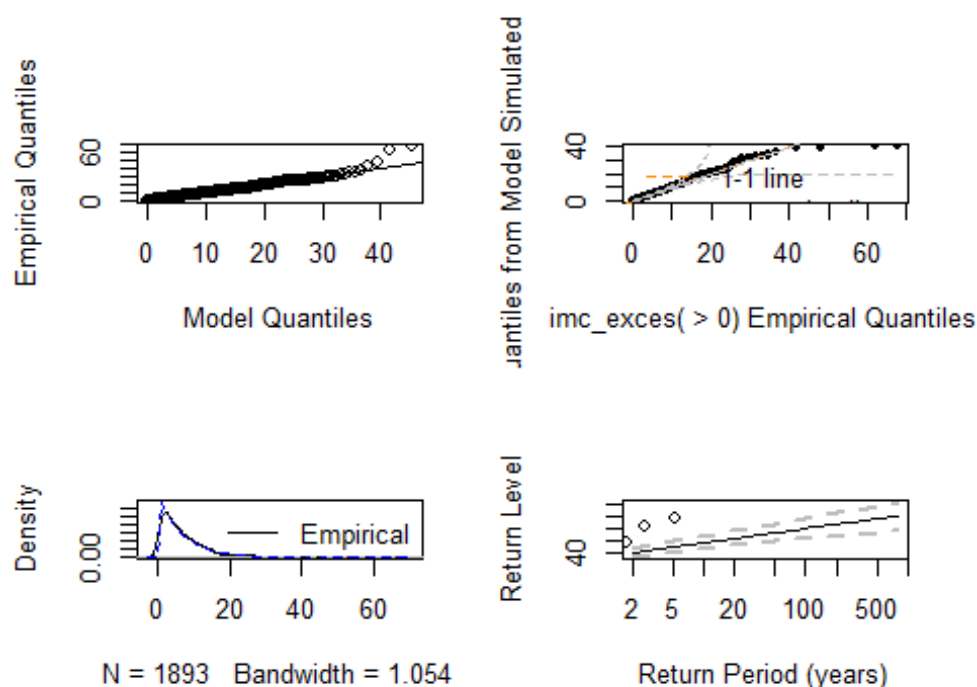 Empirical Quantiles
0 60
0 10 20 30 40
Model Quantiles
uantiles from Model Simulated
0 40
1-1 line
0 20 40 60
imc_exces( > 0) Empirical Quantiles
Density
0.00
Empirical
0 20 40 60
N = 1893 Bandwidth = 1.054
Return Level
40
2 5 20 100 500
Return Period (years)